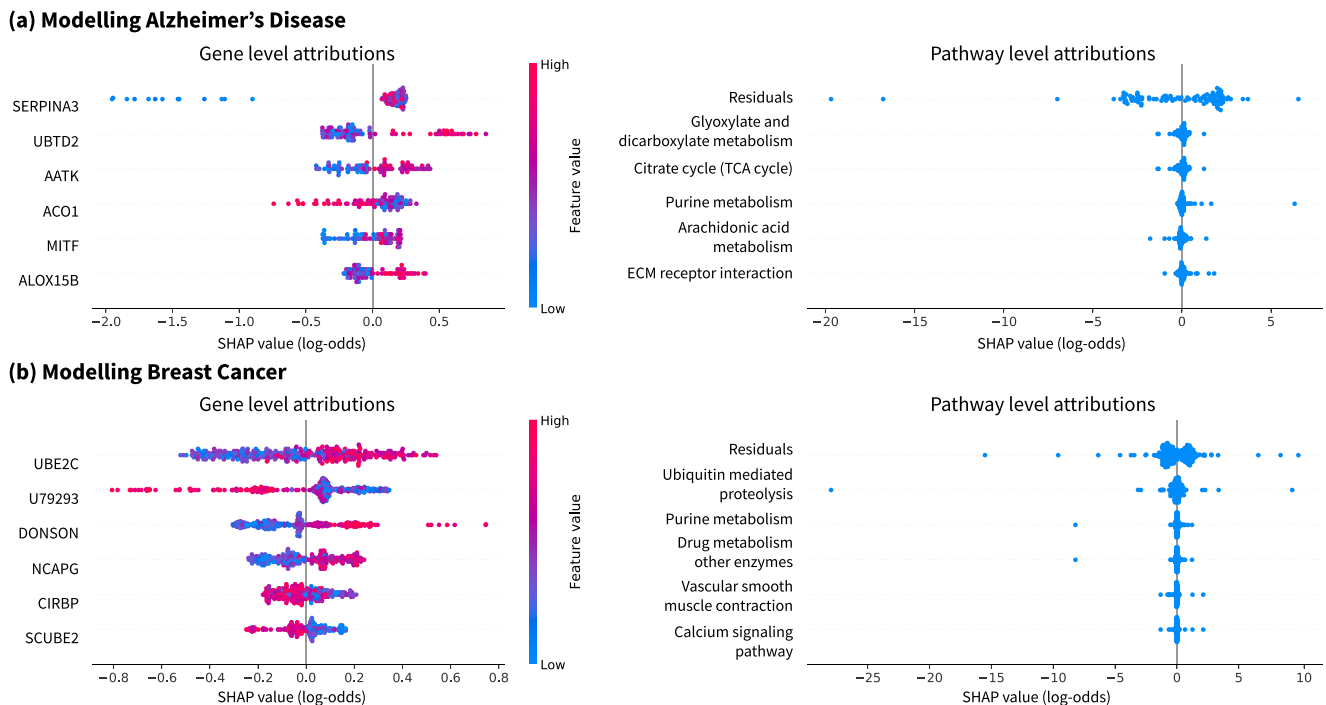 (a) Modelling Alzheimer’s Disease
Gene level attributions
SERPINA3
UBTD2
AATK
ACO1
MITF
ALOX15B
−2.0 −1.5 −1.0 −0.5 0.0 0.5
SHAP value (log-odds)
High
Feature value
Low
Pathway level attributions
Residuals
Glyoxylate and
dicarboxylate metabolism
Citrate cycle (TCA cycle)
Purine metabolism
Arachidonic acid
metabolism
ECM receptor interaction
−20 −15 −10 −5 0 5
SHAP value (log-odds)
(b) Modelling Breast Cancer
Gene level attributions
UBE2C
U79293
DONSON
NCAPG
CIRBP
SCUBE2
−0.8 −0.6 −0.4 −0.2 0.0 0.2 0.4 0.6 0.8
SHAP value (log-odds)
High
Feature value
Low
Pathway level attributions
Residuals
Ubiquitin mediated
proteolysis
Purine metabolism
Drug metabolism
other enzymes
Vascular smooth
muscle contraction
Calcium signaling
pathway
−25 −20 −15 −10 −5 0 5 10
SHAP value (log-odds)